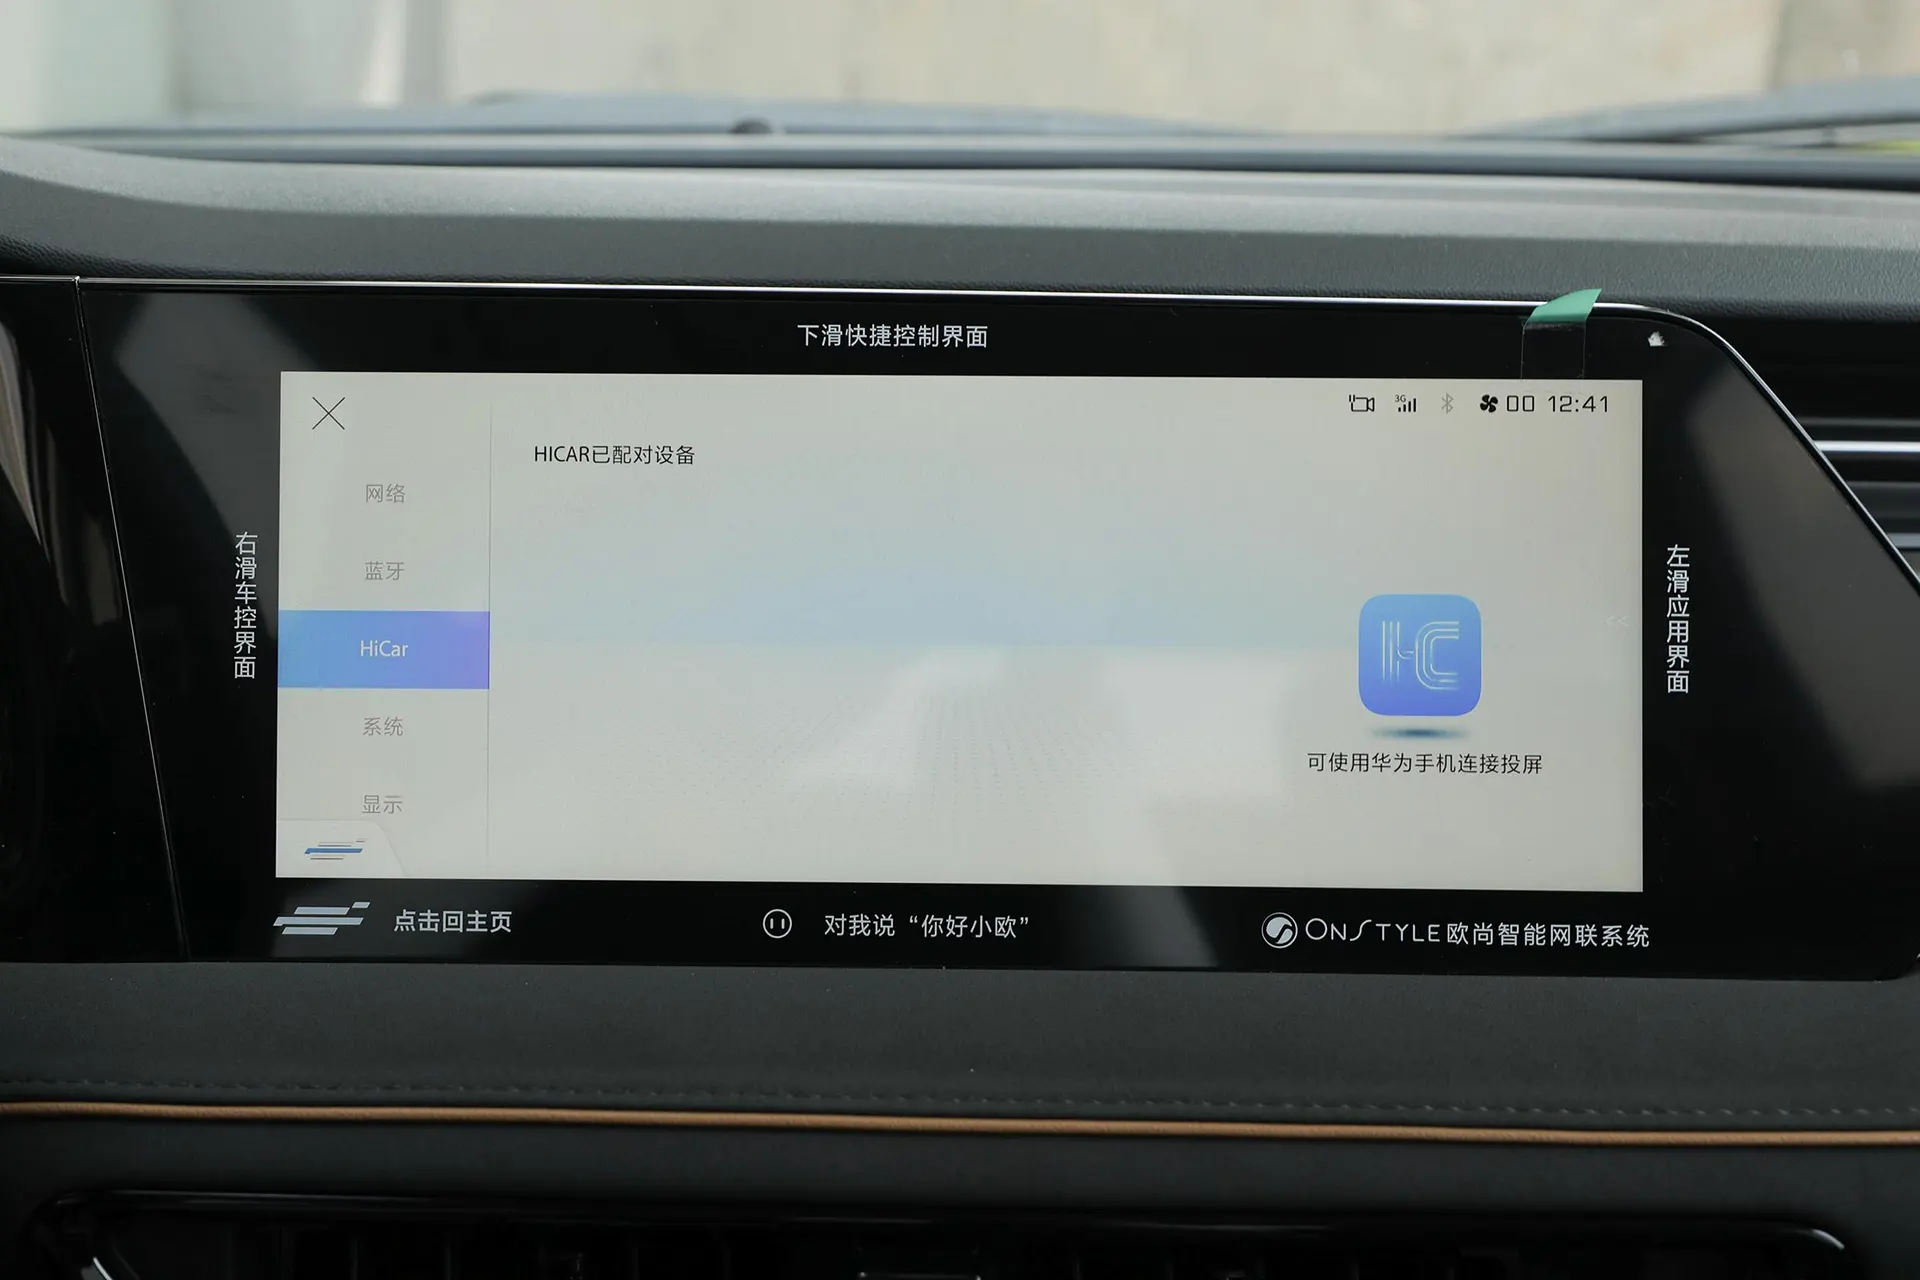 下滑快捷控制界面
3G
00 12:41
HICAR已配对设备
网络
蓝牙
HiCar
系统
显示
HC
可使用华为手机连接投屏
右滑车控界面
左滑应用界面
点击回主页
对我说“你好小欧”
ONSTYLE欧尚智能网联系统